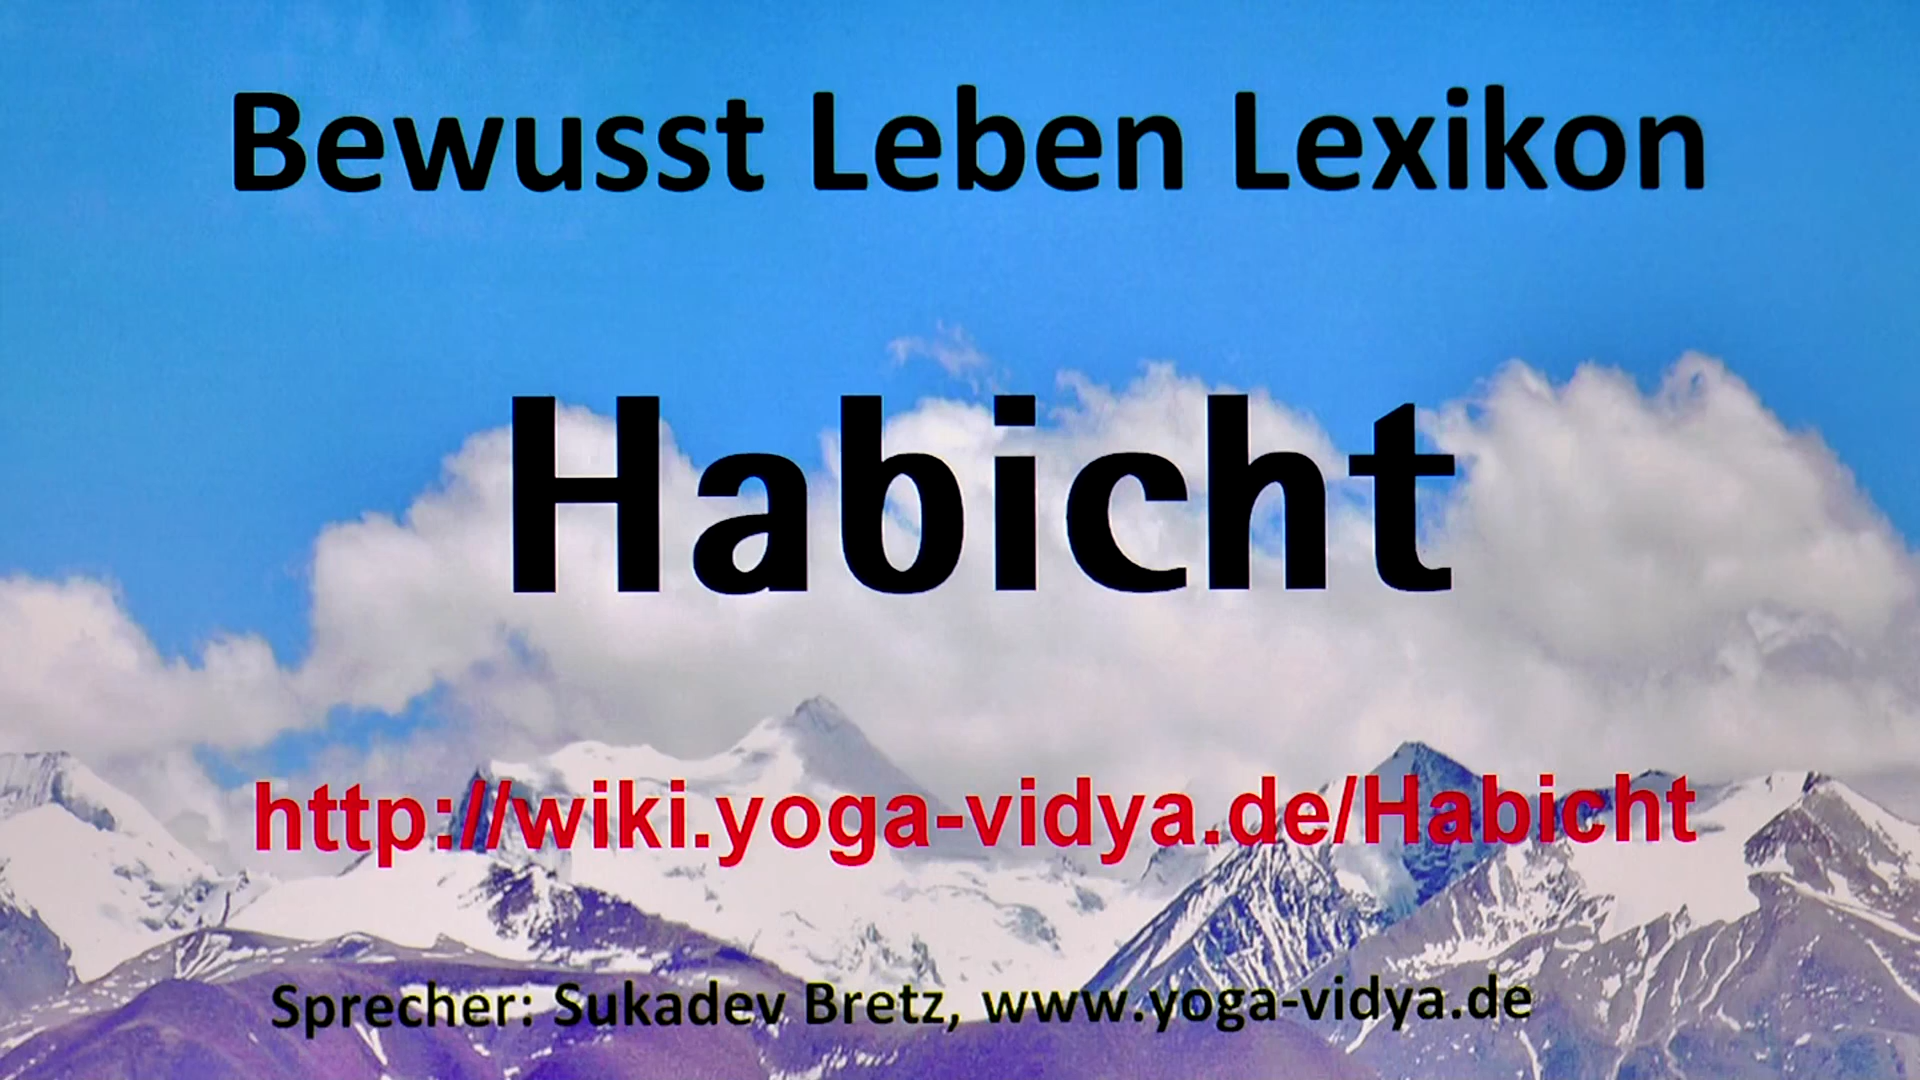 Bewusst Leben Lexikon
Habicht
http://wiki.yoga-vidya.de/Habicht
Sprecher: Sukadev Bretz, www.yoga-vidya.de